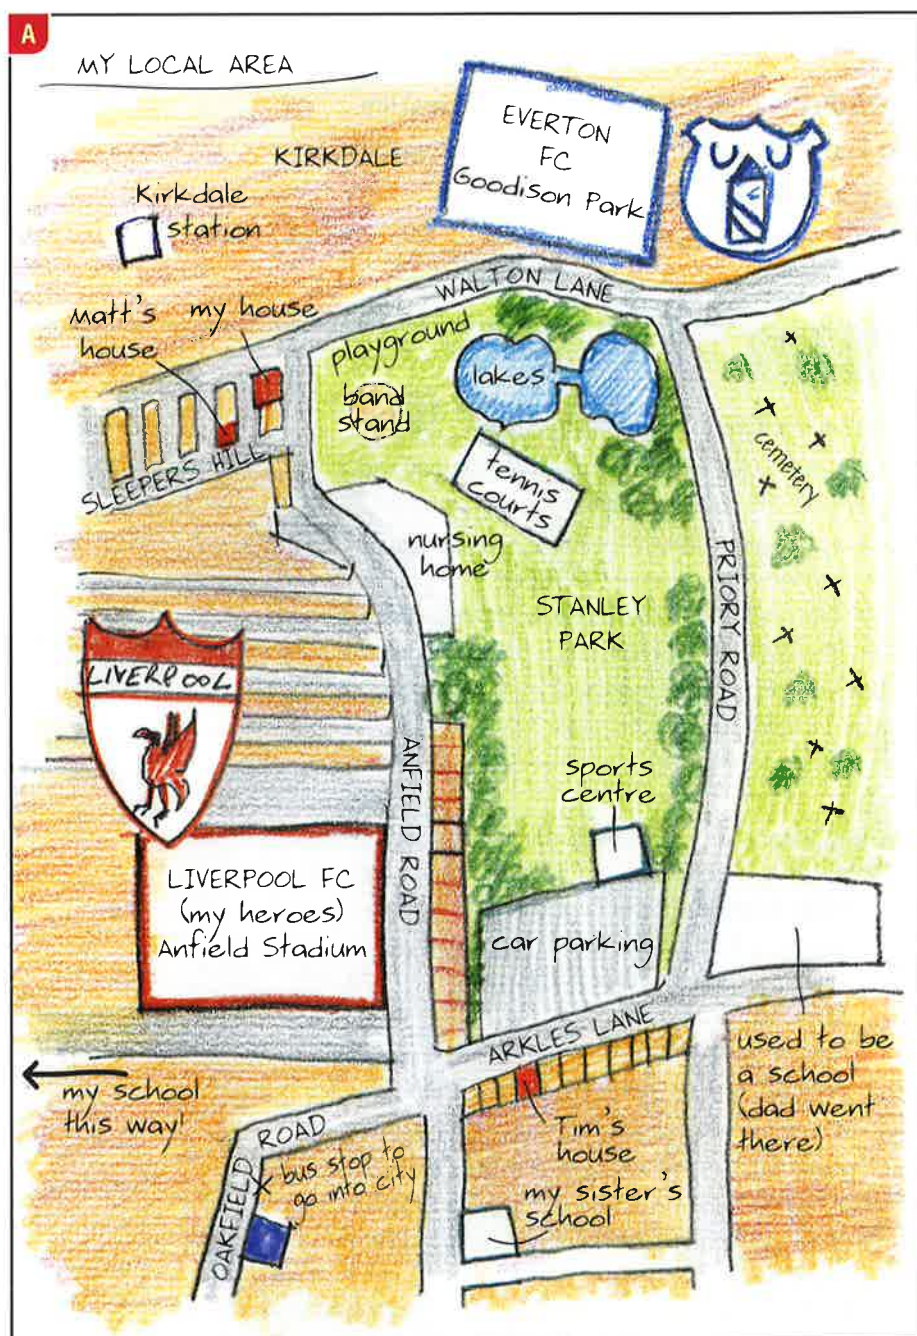 A
MY LOCAL AREA
EVERTON
FC
Goodison Park
KIRKDALE
Kirkdale
station
WALTON LANE
Matt's
house
my house
playground
lakes
band
stand
tennis
courts
cemetery
SLEEPERS HILL
nursing
home
STANLEY
PARK
PRIORY ROAD
LIVERPOOL
ANFIELD ROAD
sports
centre
LIVERPOOL FC
(my heroes)
Anfield Stadium
car parking
ARKLES LANE
used to be
a school
(dad went
there)
my school
this way!
OAKFIELD ROAD
bus stop to
go into city
Tim's
house
my sister's
school